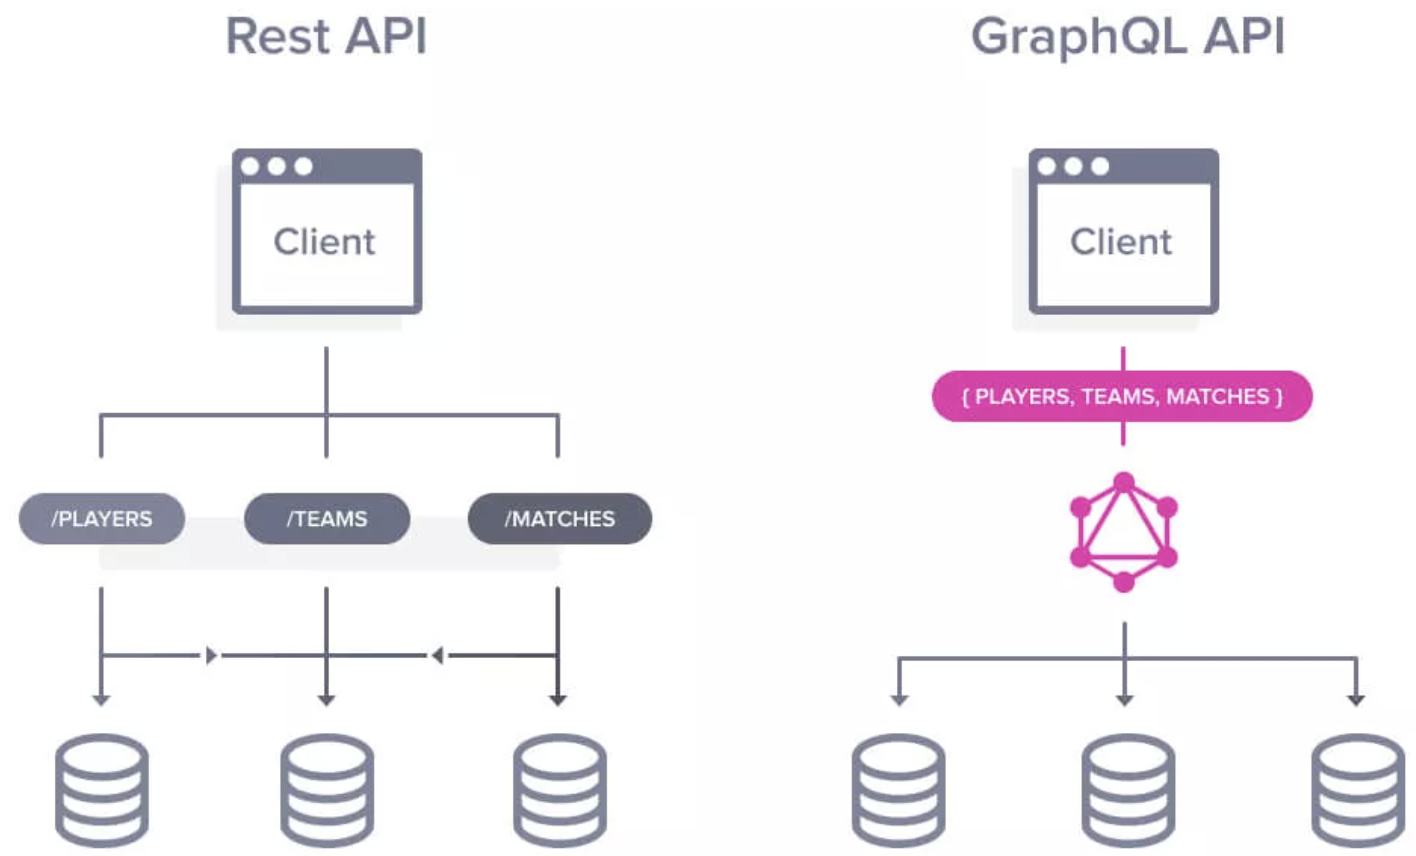 Rest API
GraphQL API
Client
Client
{ PLAYERS, TEAMS, MATCHES }
/PLAYERS
/TEAMS
/MATCHES